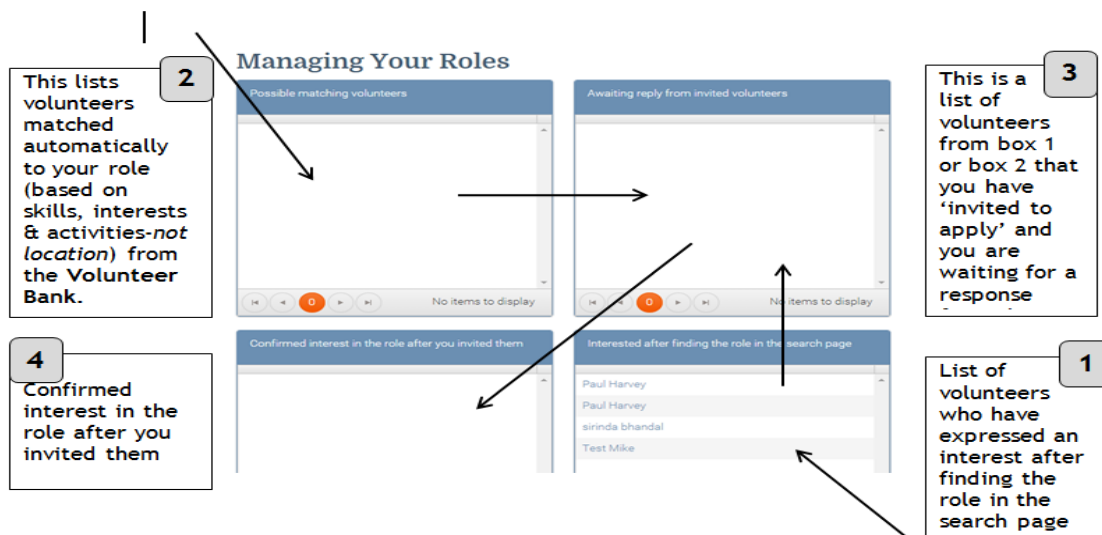 Managing Your Roles
2
This lists
volunteers
matched
automatically
to your role
(based on
skills, interests
& activities-not
location) from
the Volunteer
Bank.
Possible matching volunteers
0
No items to display
Awaiting reply from invited volunteers
0
No items to display
3
This is a
list of
volunteers
from box 1
or box 2 that
you have
‘invited to
apply’ and
you are
waiting for a
response
4
Confirmed
interest in the
role after you
invited them
Confirmed interest in the role after you invited them
Interested after finding the role in the search page
Paul Harvey
Paul Harvey
sirinda bhandal
Test Mike
1
List of
volunteers
who have
expressed an
interest after
finding the
role in the
search page